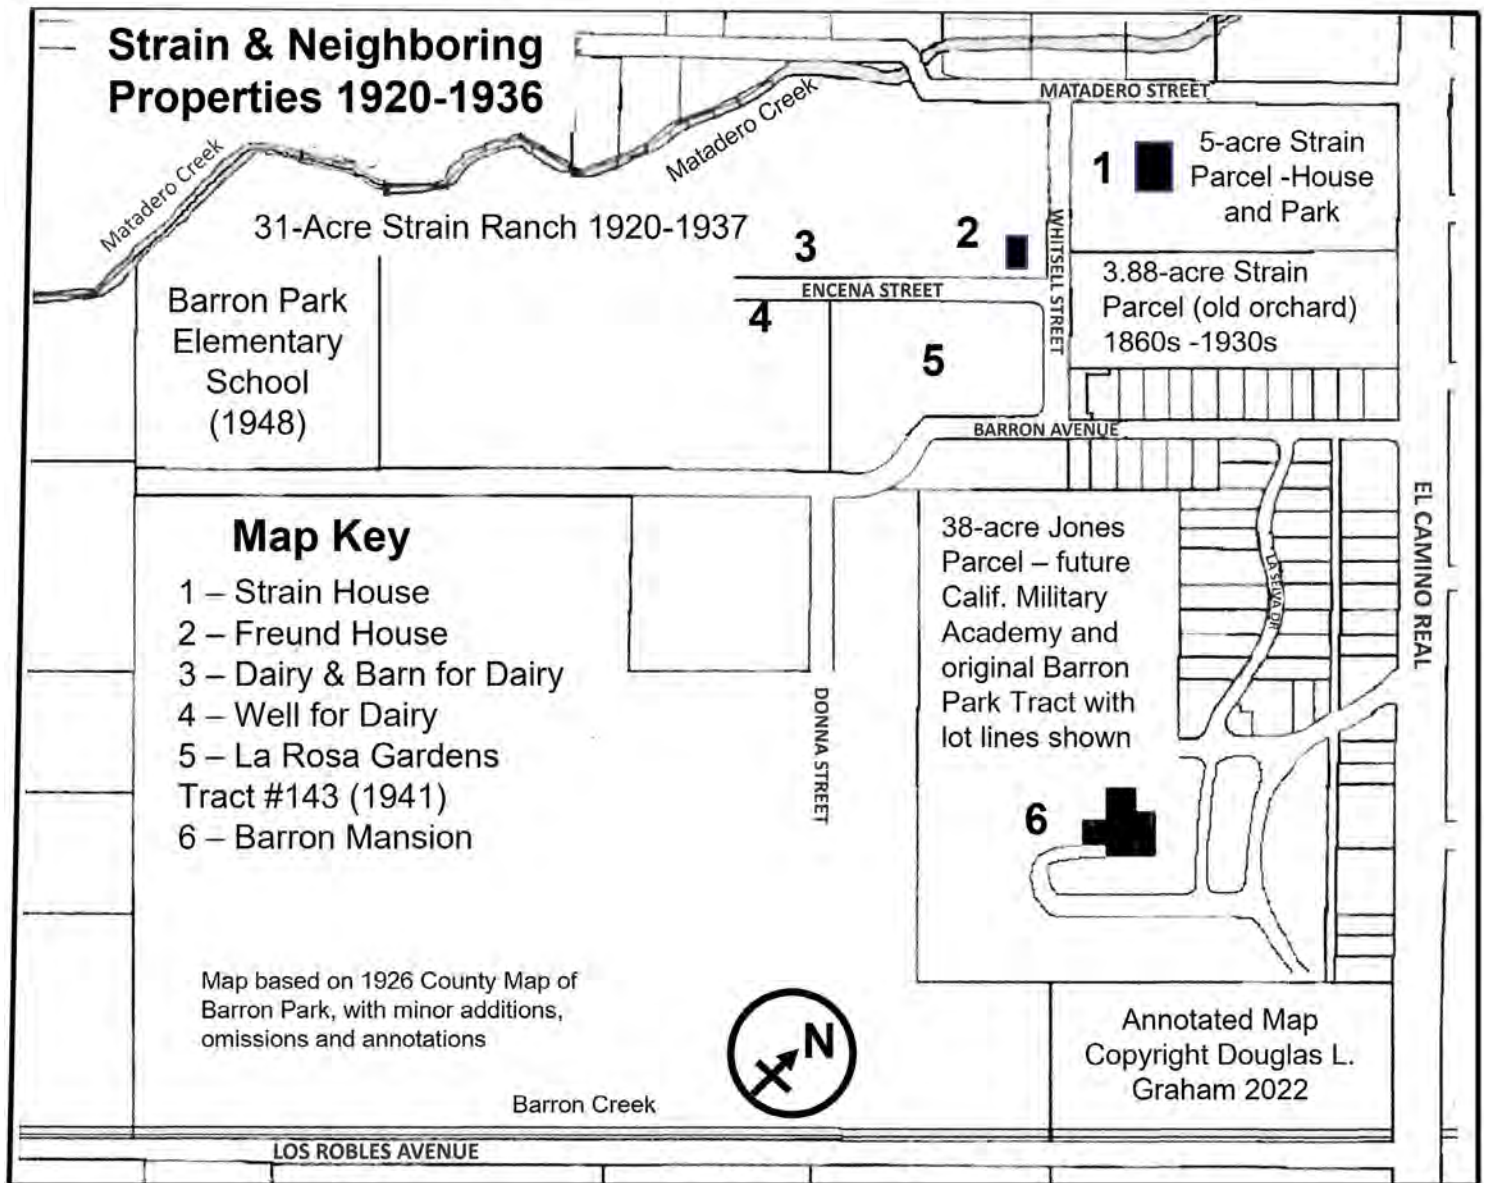 Strain & Neighboring
Properties 1920-1936
MATADERO STREET
Matadero Creek
Matadero Creek
1
5-acre Strain
Parcel -House
and Park
31-Acre Strain Ranch 1920-1937
2
3
WHITSELL STREET
ENCENA STREET
4
3.88-acre Strain
Parcel (old orchard)
1860s -1930s
Barron Park
Elementary
School
(1948)
5
BARRON AVENUE
EL CAMINO REAL
Map Key
1 – Strain House
2 – Freund House
3 – Dairy & Barn for Dairy
4 – Well for Dairy
5 – La Rosa Gardens
Tract #143 (1941)
6 – Barron Mansion
38-acre Jones
Parcel – future
Calif. Military
Academy and
original Barron
Park Tract with
lot lines shown
LA SELVA DR
DONNA STREET
6
Map based on 1926 County Map of
Barron Park, with minor additions,
omissions and annotations
N
Annotated Map
Copyright Douglas L.
Graham 2022
Barron Creek
LOS ROBLES AVENUE